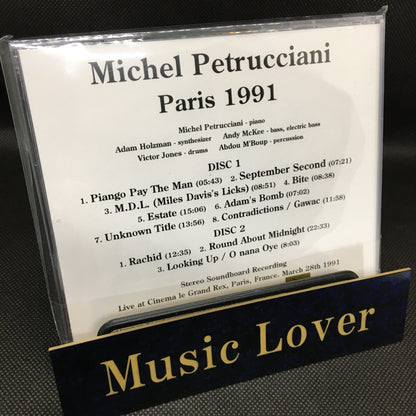 Michel Petrucciani
Paris 1991
Michel Petrucciani - piano
Adam Holzman - synthesizer Andy McKee - bass, electric bass
Victor Jones - drums Abdou M'Boup - percussion
DISC 1
1. Piango Pay The Man (05:43) 2. September Second (07:21)
3. M.D.L. (Miles Davis's Licks) (08:51) 4. Bite (08:38)
5. Estate (15:06) 6. Adam's Bomb (07:02)
7. Unknown Title (13:56) 8. Contradictions / Gawac (11:58)
DISC 2
1. Rachid (12:35) 2. Round About Midnight (22:33)
3. Looking Up / O nana Oye (8:03)
Stereo Soundboard Recording
Live at Cinema le Grand Rex, Paris, France, March 28th 1991
Music Lover